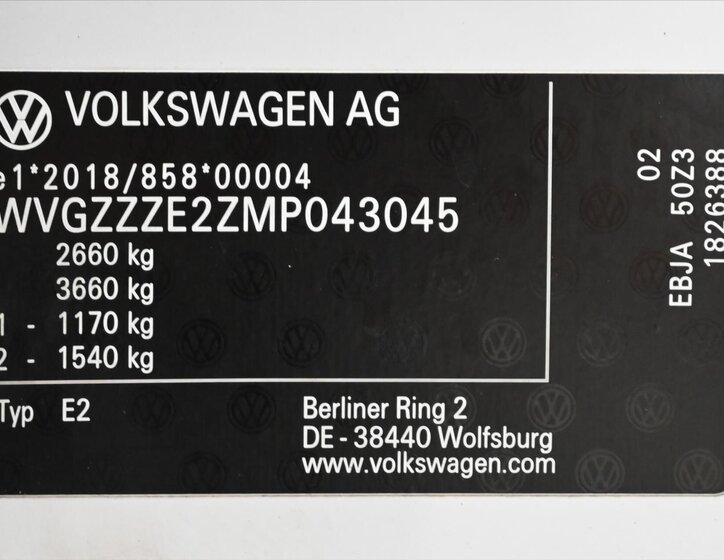 VOLKSWAGEN AG
e1*2018/858*00004
WVGZZZE2ZMP043045
2660 kg
3660 kg
1 - 1170 kg
2 - 1540 kg
Typ E2
Berliner Ring 2
DE - 38440 Wolfsburg
www.volkswagen.com
02
EBJA 50Z3
1826388